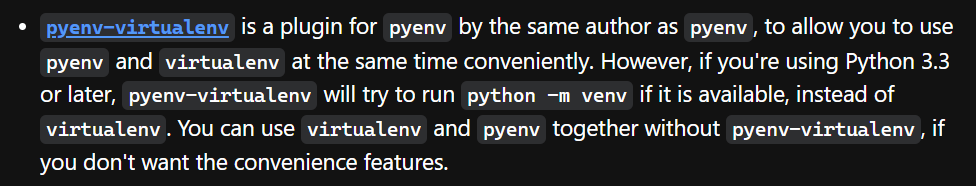 • pyenv-virtualenv is a plugin for pyenv by the same author as pyenv, to allow you to use
pyenv and virtualenv at the same time conveniently. However, if you're using Python 3.3
or later, pyenv-virtualenv will try to run python -m venv if it is available, instead of
virtualenv. You can use virtualenv and pyenv together without pyenv-virtualenv, if
you don't want the convenience features.